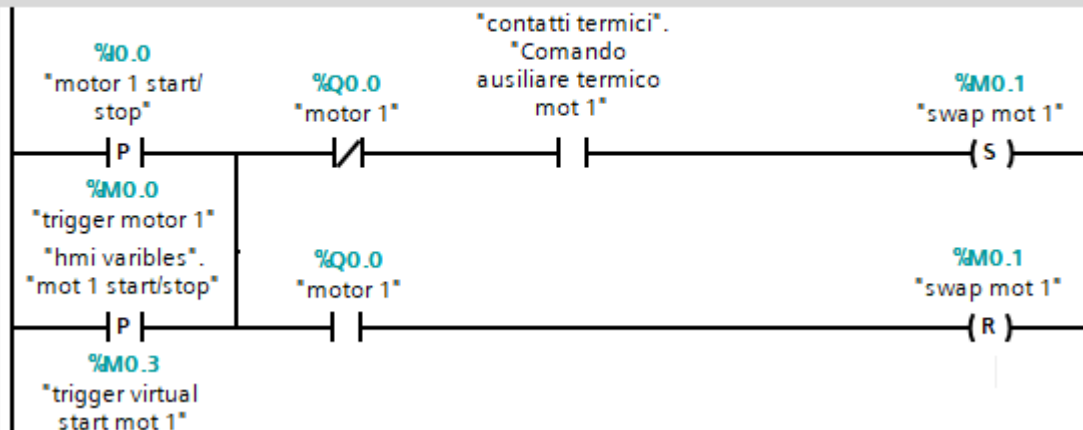 "contatti termici".
"Comando
ausiliare termico
mot 1"
%I0.0
"motor 1 start/
stop"
%Q0.0
"motor 1"
%M0.1
"swap mot 1"
P
S
%M0.0
"trigger motor 1"
"hmi varibles".
"mot 1 start/stop"
%Q0.0
"motor 1"
%M0.1
"swap mot 1"
P
R
%M0.3
"trigger virtual
start mot 1"